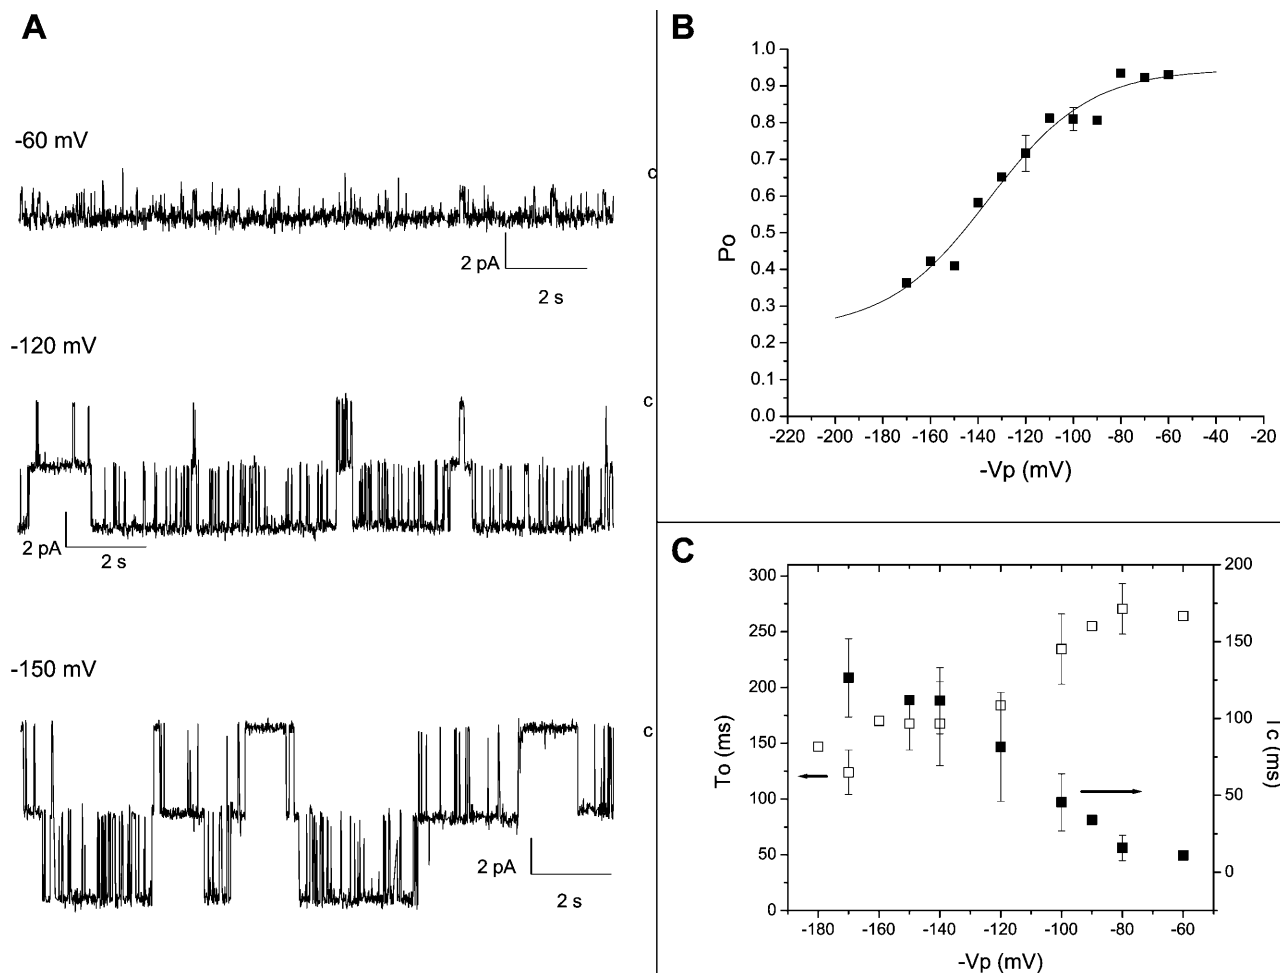 A
-60 mV
c
2 pA
2 s
-120 mV
c
2 pA
2 s
-150 mV
c
2 pA
2 s
B
1.0
0.9
0.8
0.7
0.6
0.5
0.4
0.3
0.2
0.1
0.0
Po
-220 -200 -180 -160 -140 -120 -100 -80 -60 -40 -20
-Vp (mV)
C
300
250
200
150
100
50
0
To (ms)
200
150
100
50
0
Tc (ms)
-180 -160 -140 -120 -100 -80 -60
-Vp (mV)